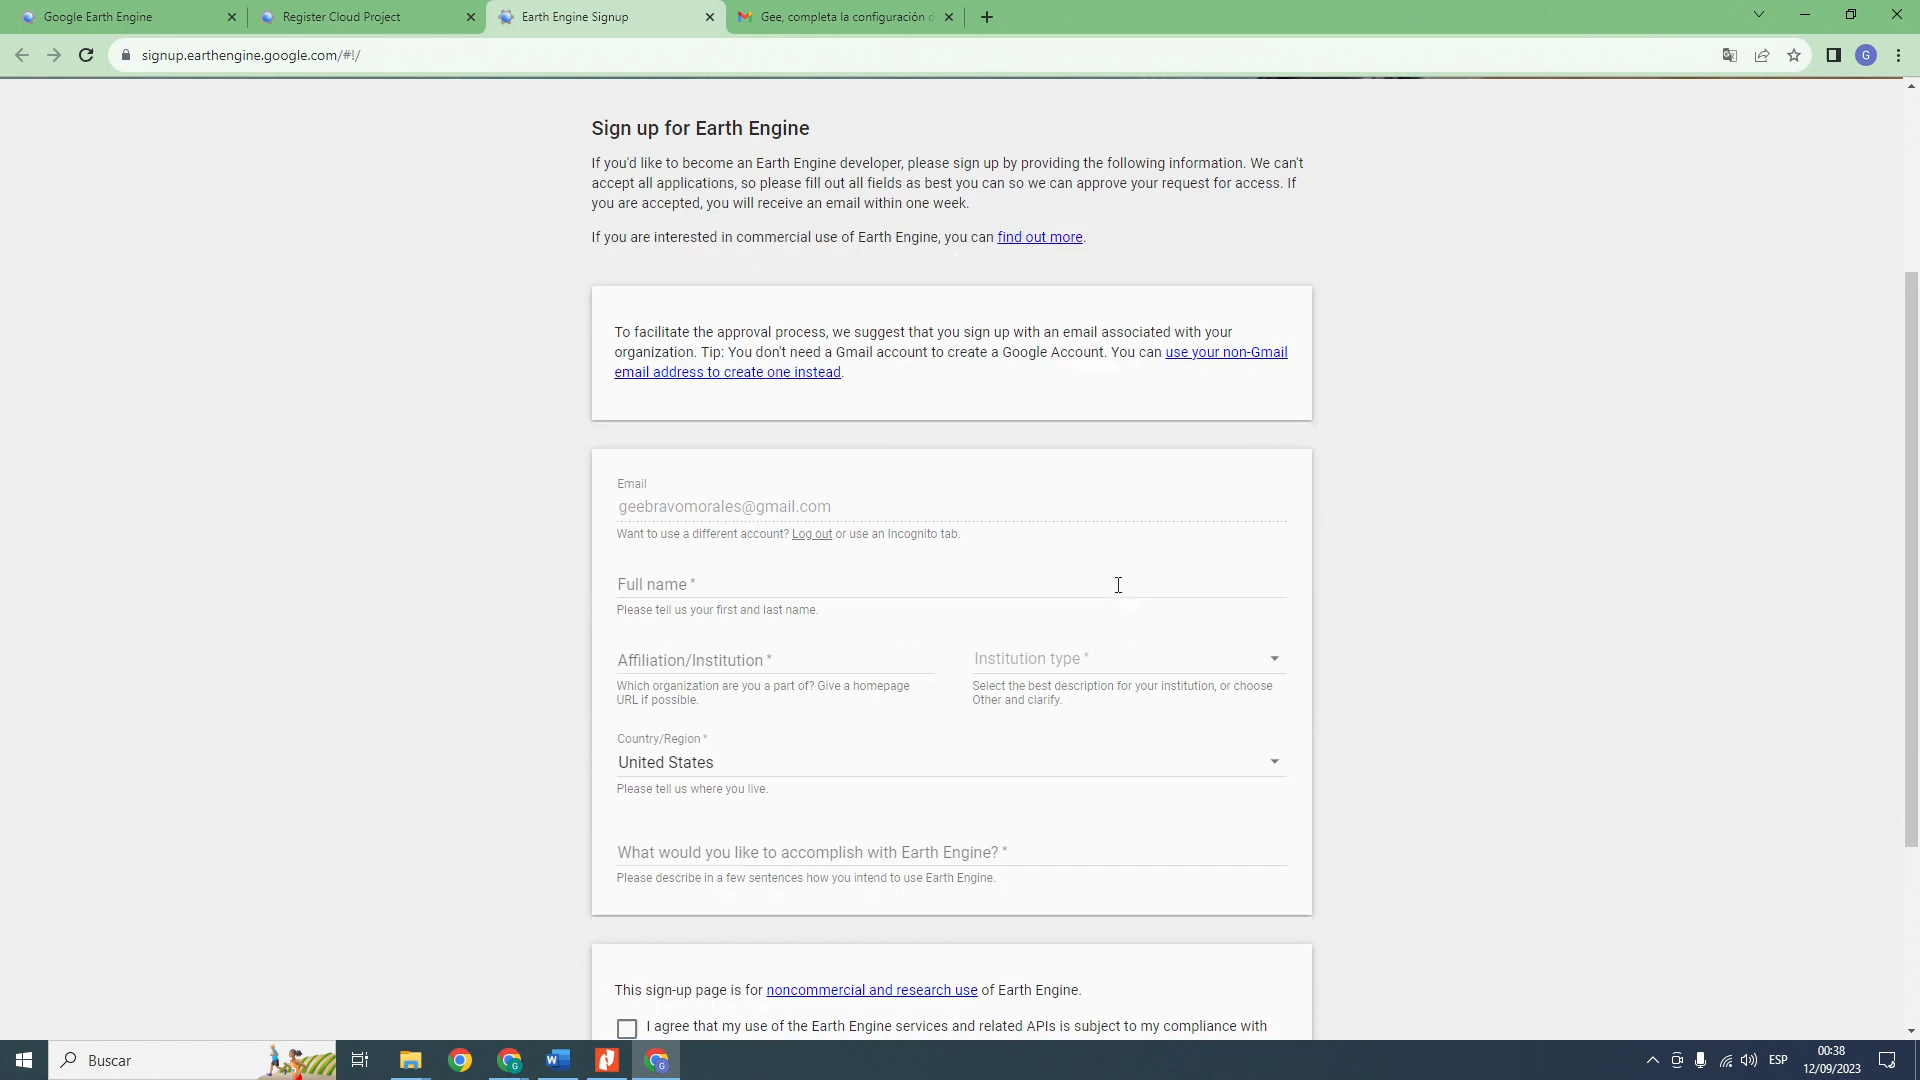 Google Earth Engine
Register Cloud Project
Earth Engine Signup
Gee, completa la configuración d
signup.earthengine.google.com/#!/
G
Sign up for Earth Engine
If you'd like to become an Earth Engine developer, please sign up by providing the following information. We can't
accept all applications, so please fill out all fields as best you can so we can approve your request for access. If
you are accepted, you will receive an email within one week.
If you are interested in commercial use of Earth Engine, you can find out more.
To facilitate the approval process, we suggest that you sign up with an email associated with your
organization. Tip: You don't need a Gmail account to create a Google Account. You can use your non-Gmail
email address to create one instead.
Email
geebravomorales@gmail.com
Want to use a different account? Log out or use an Incognito tab.
Full name *
Please tell us your first and last name.
Affiliation/Institution *
Institution type *
Which organization are you a part of? Give a homepage
URL if possible.
Select the best description for your institution, or choose
Other and clarify.
Country/Region *
United States
Please tell us where you live.
What would you like to accomplish with Earth Engine? *
Please describe in a few sentences how you intend to use Earth Engine.
This sign-up page is for noncommercial and research use of Earth Engine.
I agree that my use of the Earth Engine services and related APIs is subject to my compliance with
Buscar
ESP
00:38
12/09/2023